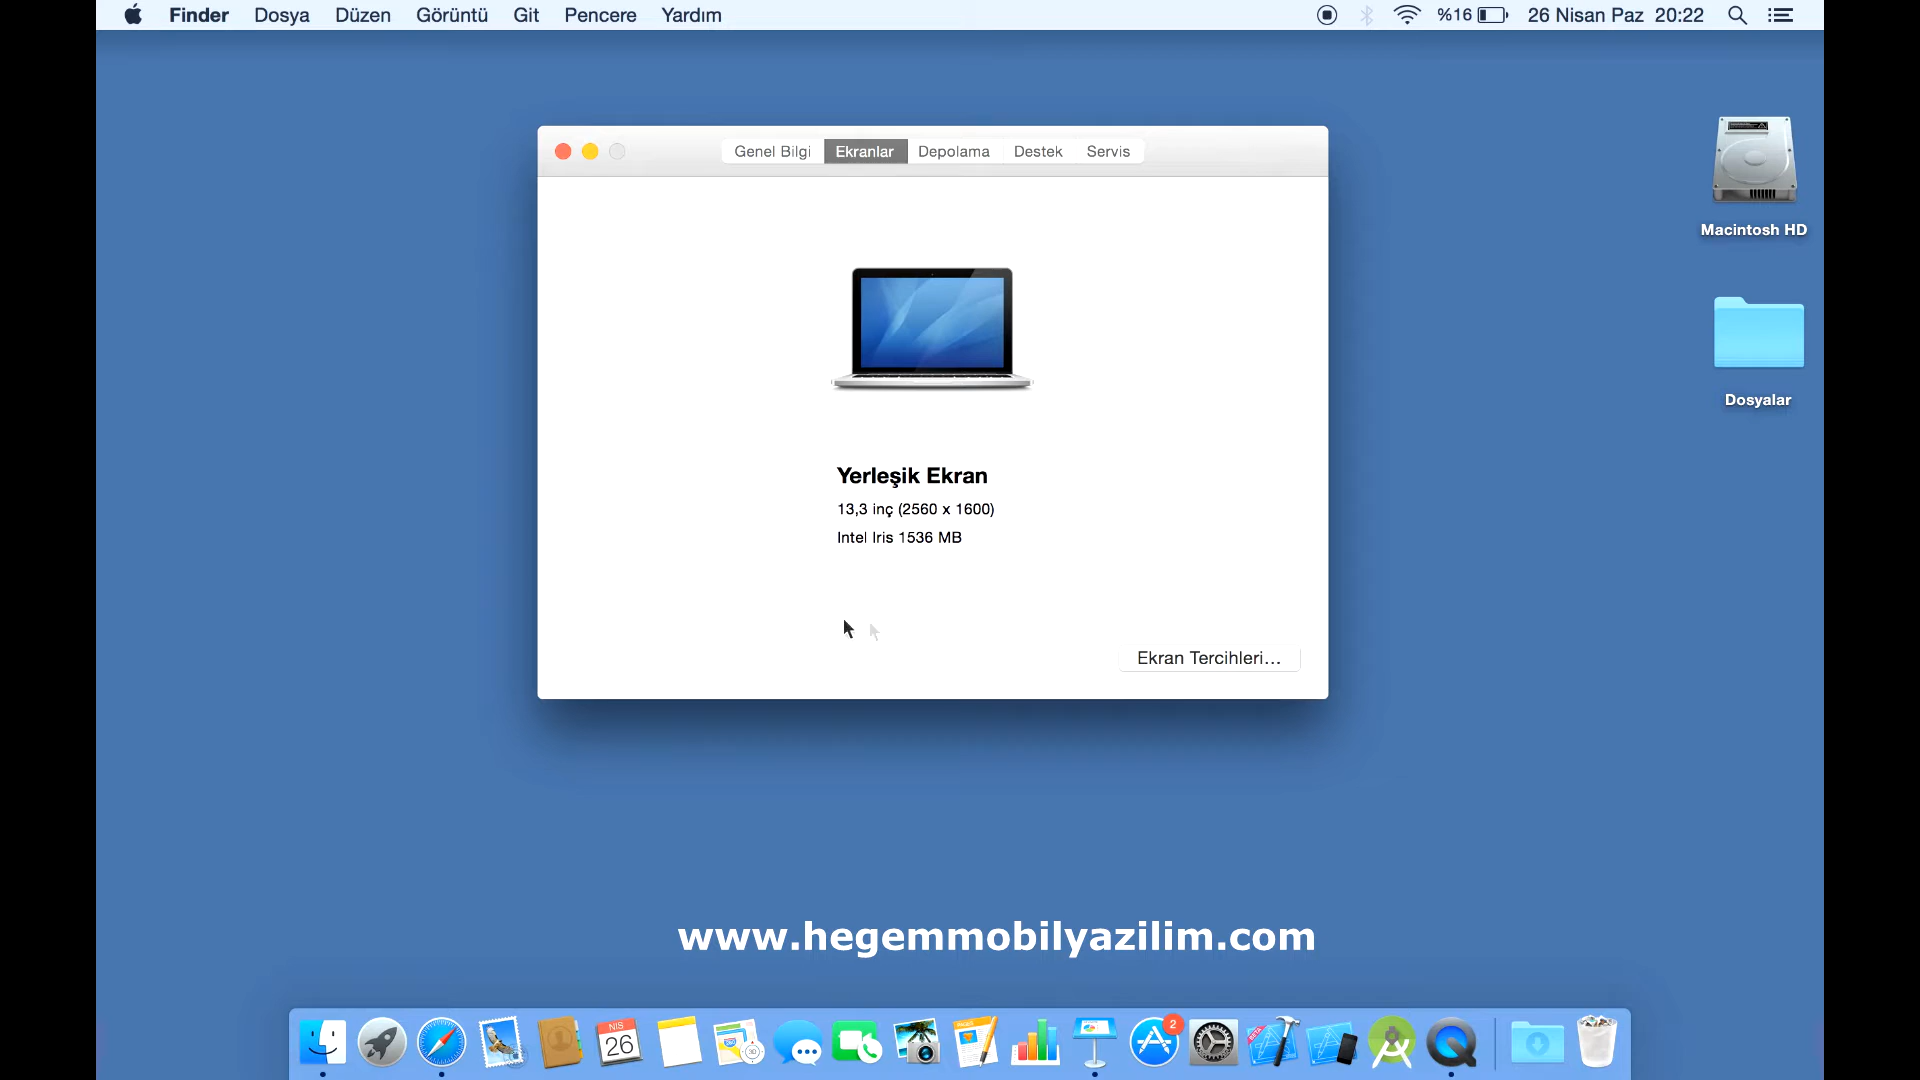 Finder Dosya Düzen Görüntü Git Pencere Yardım %16 26 Nisan Paz 20:22
Genel Bilgi Ekranlar Depolama Destek Servis
Macintosh HD
Dosyalar
Yerleşik Ekran
13,3 inç (2560 x 1600)
Intel Iris 1536 MB
Ekran Tercihleri...
www.hegemmobilyazilim.com
NİS
26
2